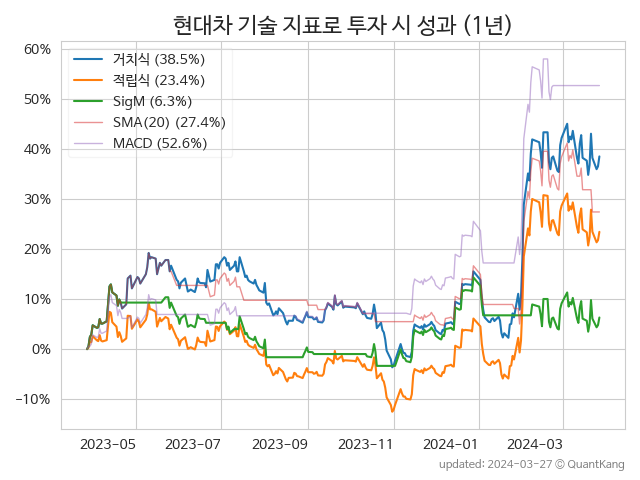 현대차 기술 지표로 투자 시 성과 (1년)
60%
50%
40%
30%
20%
10%
0%
−10%
거치식 (38.5%)
적립식 (23.4%)
SigM (6.3%)
SMA(20) (27.4%)
MACD (52.6%)
2023-05 2023-07 2023-09 2023-11 2024-01 2024-03
updated: 2024-03-27 © QuantKang